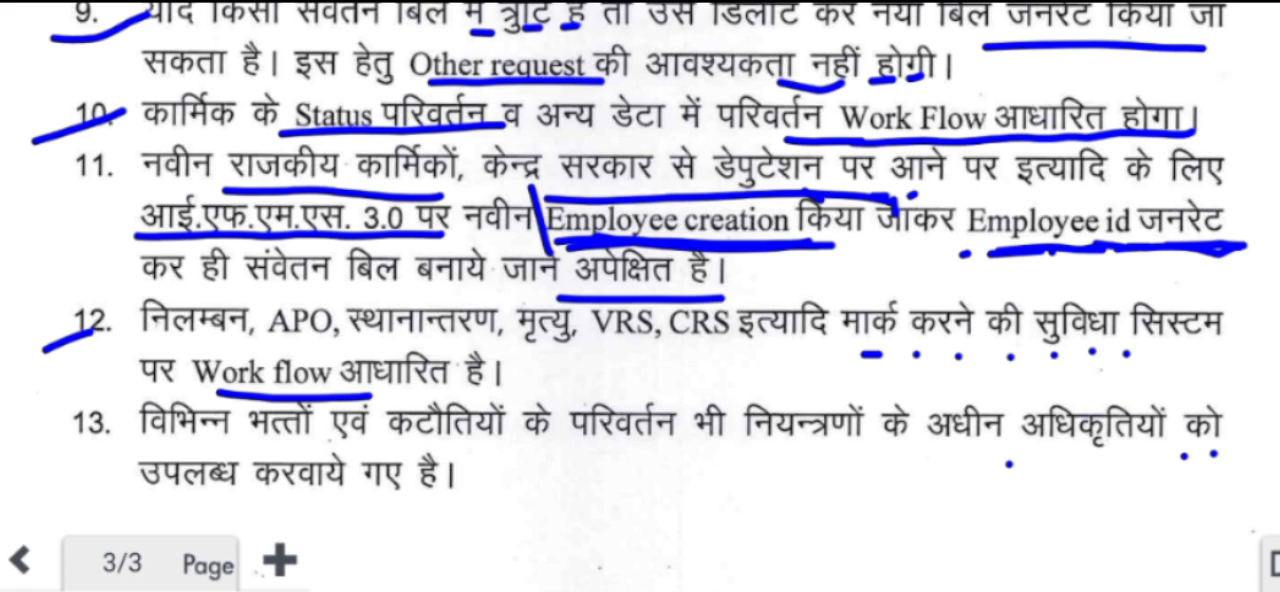 9. यदि किसी संवेतन बिल में त्रुटि है तो उसे डिलीट कर नया बिल जनरेट किया जा
सकता है। इस हेतु Other request की आवश्यकता नहीं होगी।
10. कार्मिक के Status परिवर्तन व अन्य डेटा में परिवर्तन Work Flow आधारित होगा।
11. नवीन राजकीय कार्मिकों, केन्द्र सरकार से डेपुटेशन पर आने पर इत्यादि के लिए
आई.एफ.एम.एस. 3.0 पर नवीन Employee creation किया जाकर Employee id जनरेट
कर ही संवेतन बिल बनाये जाने अपेक्षित है।
12. निलम्बन, APO, स्थानान्तरण, मृत्यु, VRS, CRS इत्यादि मार्क करने की सुविधा सिस्टम
पर Work flow आधारित है।
13. विभिन्न भत्तों एवं कटौतियों के परिवर्तन भी नियन्त्रणों के अधीन अधिकृतियों को
उपलब्ध करवाये गए है।
3/3 Page